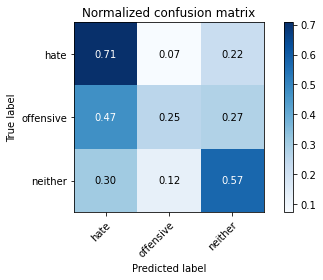 Normalized confusion matrix
True label
hate 0.71 0.07 0.22
offensive 0.47 0.25 0.27
neither 0.30 0.12 0.57
hate offensive neither
Predicted label
0.7
0.6
0.5
0.4
0.3
0.2
0.1